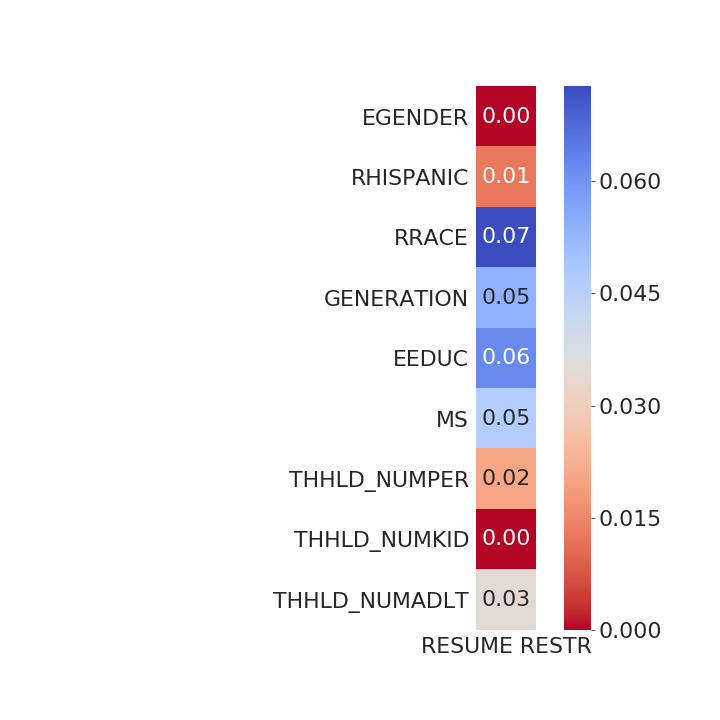 EGENDER 0.00
RHISPANIC 0.01
0.060
RRACE 0.07
GENERATION 0.05
0.045
EEDUC 0.06
0.030
MS 0.05
THHLD_NUMPER 0.02
0.015
THHLD_NUMKID 0.00
THHLD_NUMADLT 0.03
0.000
RESUME RESTR